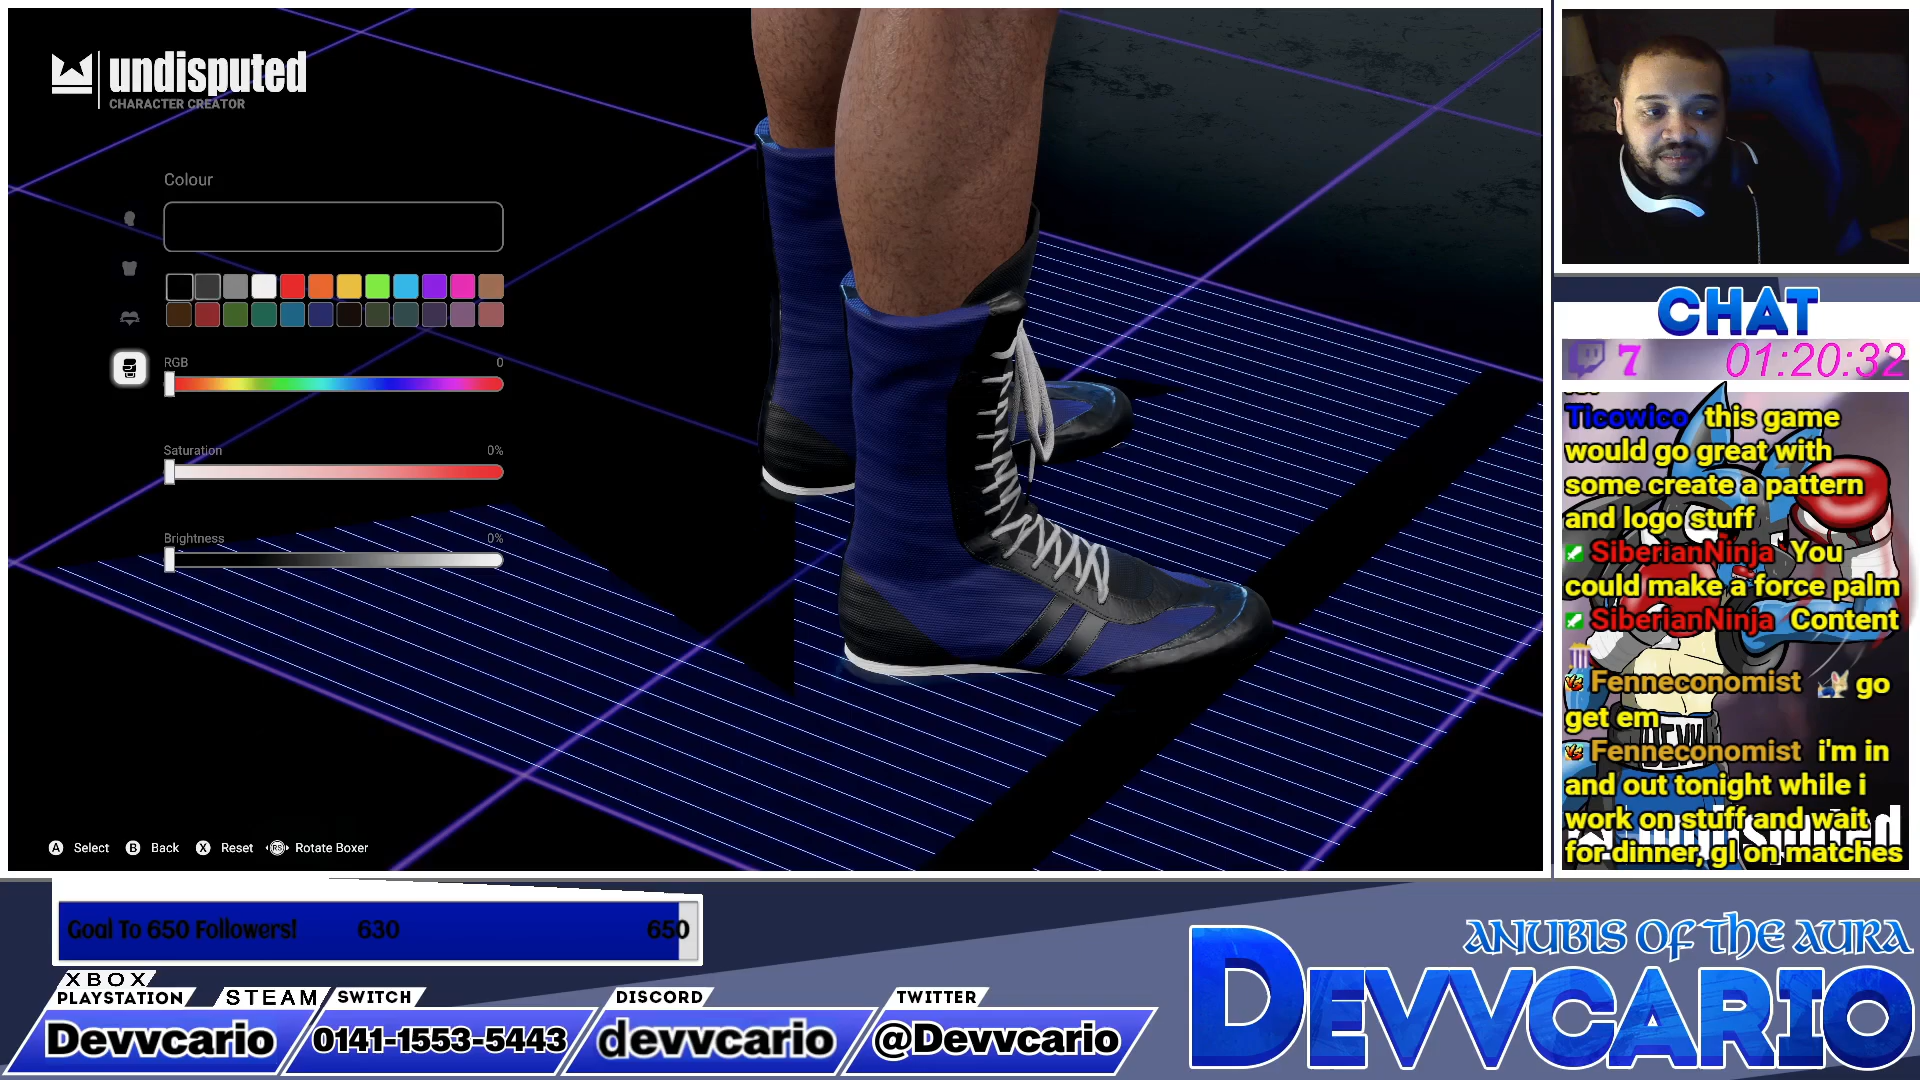 undisputed
CHARACTER CREATOR
Colour
RGB 0
Saturation 0%
Brightness 0%
A Select B Back X Reset RS Rotate Boxer
CHAT
7 01:20:32
Ticowico this game
would go great with
some create a pattern
and logo stuff
SiberianNinja You
could make a force palm
SiberianNinja Content
Fenneconomist go
get em
Fenneconomist i'm in
and out tonight while i
work on stuff and wait
for dinner, gl on matches
Goal To 650 Followers! 630 650
XBOX
PLAYSTATION STEAM SWITCH DISCORD TWITTER
Devvcario 0141-1553-5443 devvcario @Devvcario
ANUBIS OF THE AURA
DEVVCARIO